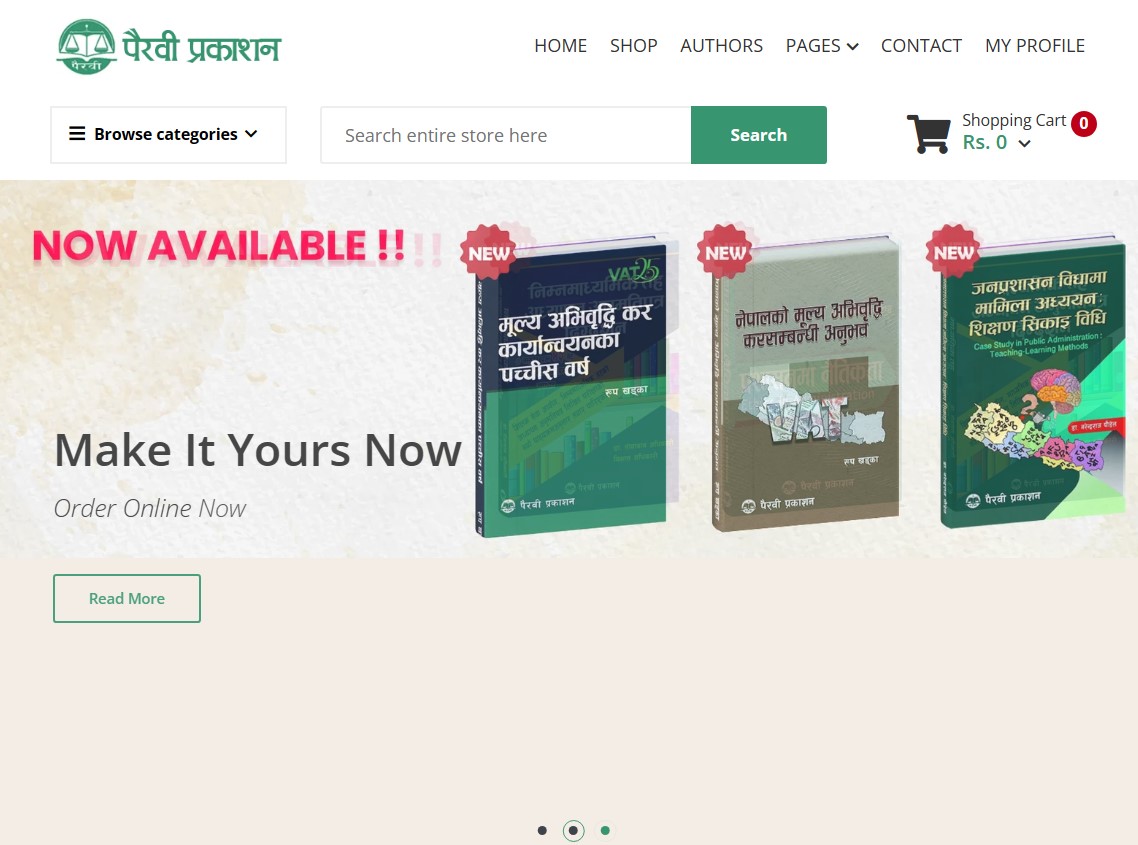 पैरवी
पैरवी प्रकाशन
HOME SHOP AUTHORS PAGES CONTACT MY PROFILE
Browse categories
Search entire store here
Search
Shopping Cart 0
Rs. 0
NOW AVAILABLE !!
Make It Yours Now
Order Online Now
Read More
NEW
VAT25
मूल्य अभिवृद्धि कर
कार्यान्वयनका
पच्चीस वर्ष
रूप खड्का
पैरवी प्रकाशन
NEW
नेपालको मूल्य अभिवृद्धि
करसम्बन्धी अनुभव
VAT
रूप खड्का
पैरवी प्रकाशन
NEW
जनप्रशासन विधामा
मामिला अध्ययन :
शिक्षण सिकाइ विधि
Case Study in Public Administration :
Teaching-Learning Methods
पैरवी प्रकाशन